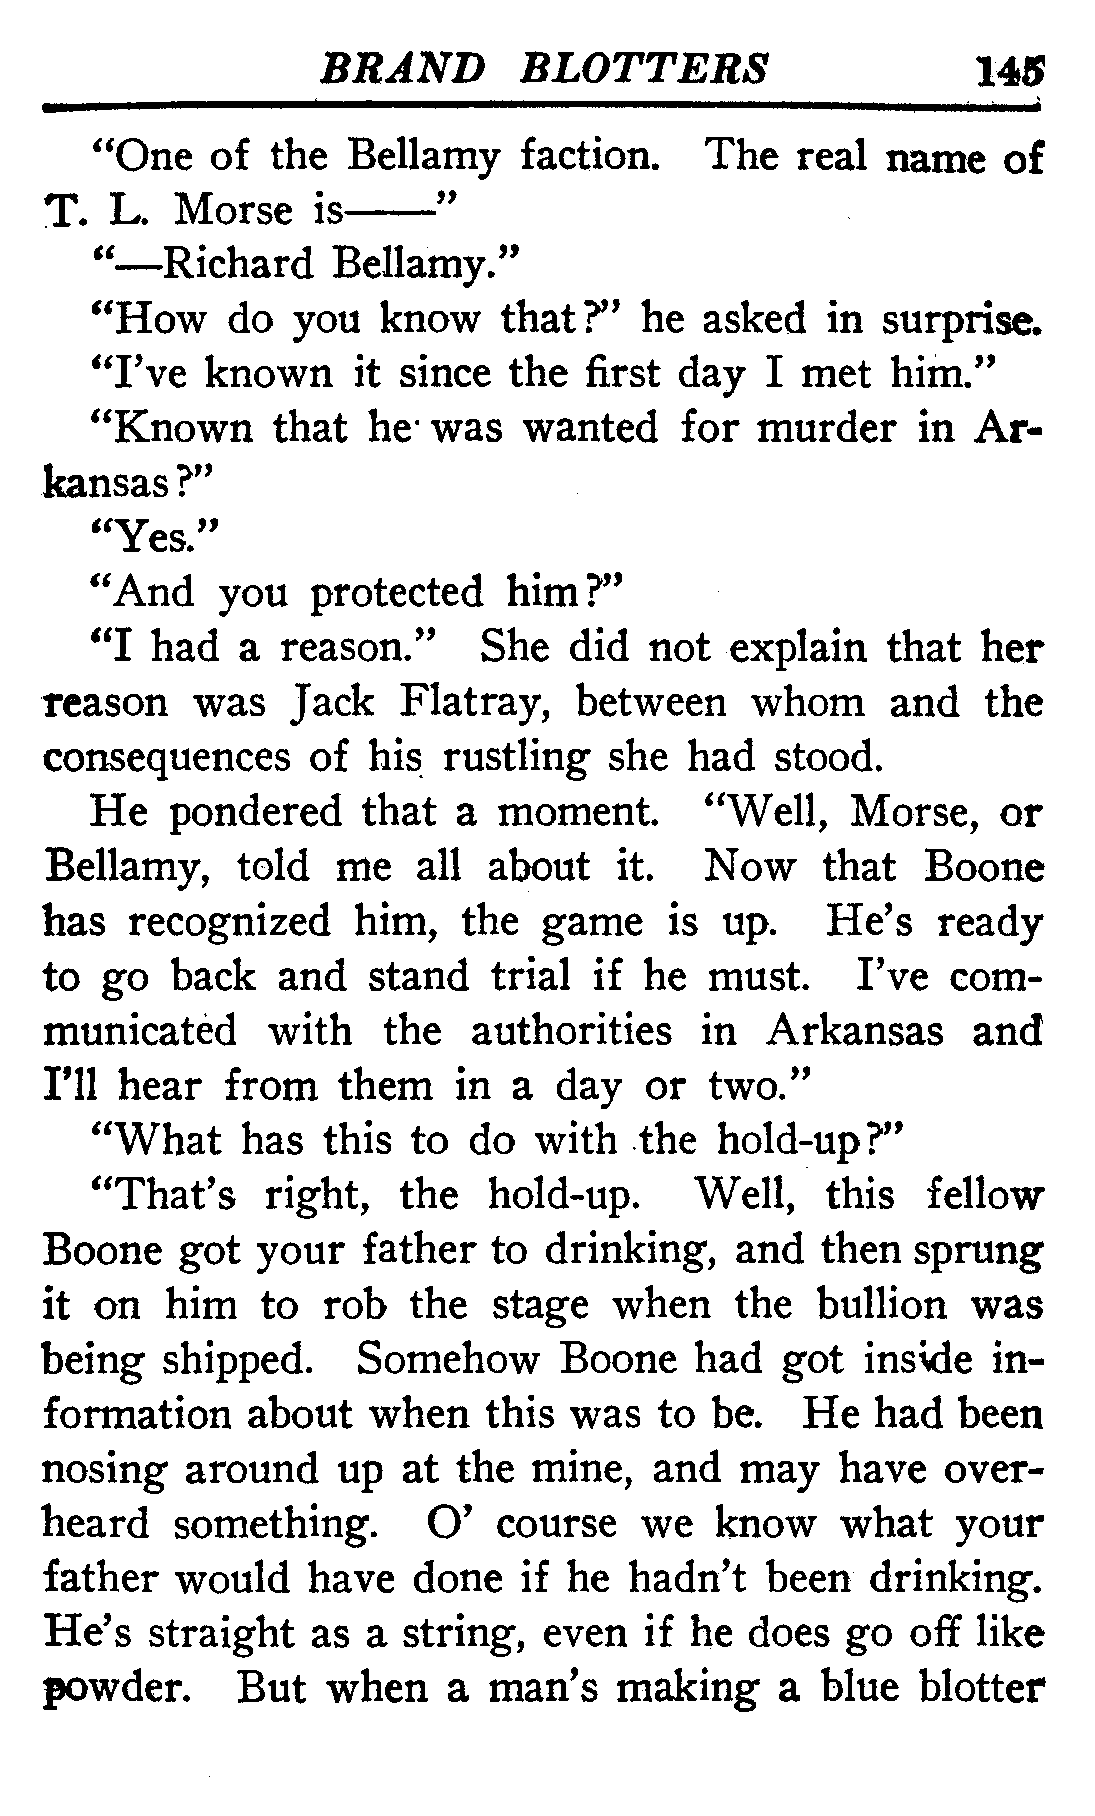 BRAND BLOTTERS 145
"One of the Bellamy faction. The real name of
T. L. Morse is——"
"—Richard Bellamy."
"How do you know that?" he asked in surprise.
"I've known it since the first day I met him."
"Known that he was wanted for murder in Ar-
kansas?"
"Yes."
"And you protected him?"
"I had a reason." She did not explain that her
reason was Jack Flatray, between whom and the
consequences of his rustling she had stood.
He pondered that a moment. "Well, Morse, or
Bellamy, told me all about it. Now that Boone
has recognized him, the game is up. He's ready
to go back and stand trial if he must. I've com-
municated with the authorities in Arkansas and
I'll hear from them in a day or two."
"What has this to do with the hold-up?"
"That's right, the hold-up. Well, this fellow
Boone got your father to drinking, and then sprung
it on him to rob the stage when the bullion was
being shipped. Somehow Boone had got inside in-
formation about when this was to be. He had been
nosing around up at the mine, and may have over-
heard something. O' course we know what your
father would have done if he hadn't been drinking.
He's straight as a string, even if he does go off like
powder. But when a man's making a blue blotter